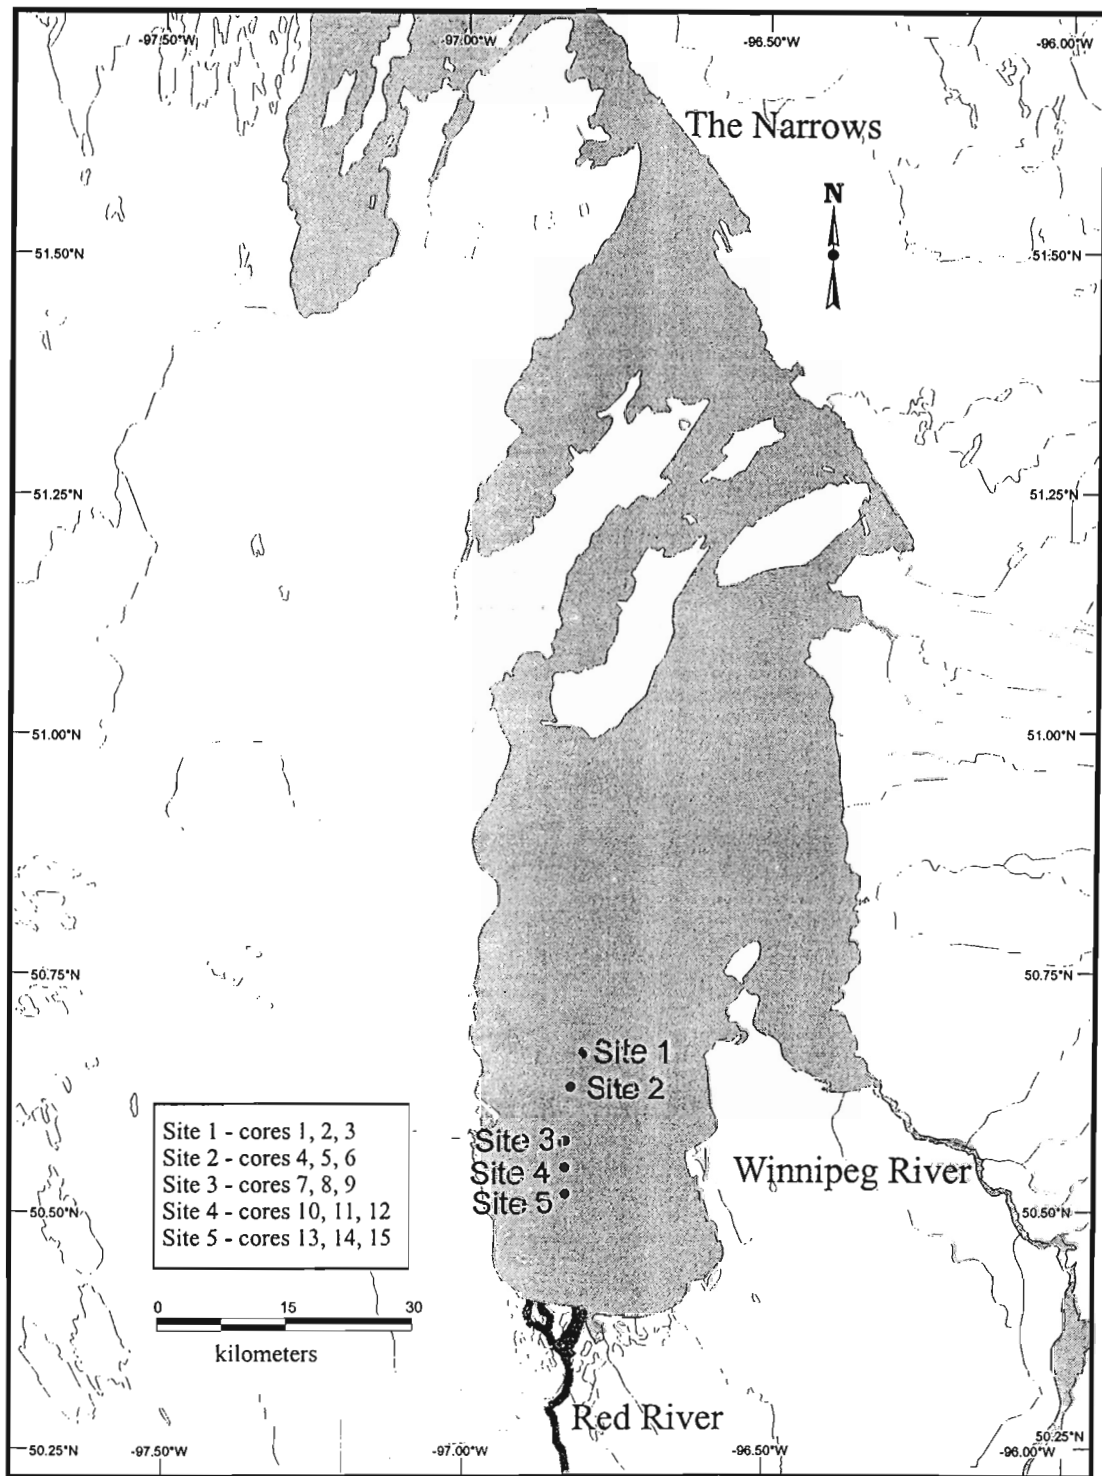 -97.50°W
-97.00°W
-96.50°W
-96.00°W
The Narrows
N
51.50°N
51.50°N
51.25°N
51.25°N
51.00°N
51.00°N
50.75°N
50.75°N
Site 1
Site 2
Site 3
Site 4
Site 5
Winnipeg River
Site 1 - cores 1, 2, 3
Site 2 - cores 4, 5, 6
Site 3 - cores 7, 8, 9
Site 4 - cores 10, 11, 12
Site 5 - cores 13, 14, 15
50.50°N
50.50°N
0 15 30
kilometers
Red River
50.25°N
50.25°N
-97.50°W
-97.00°W
-96.50°W
-96.00°W